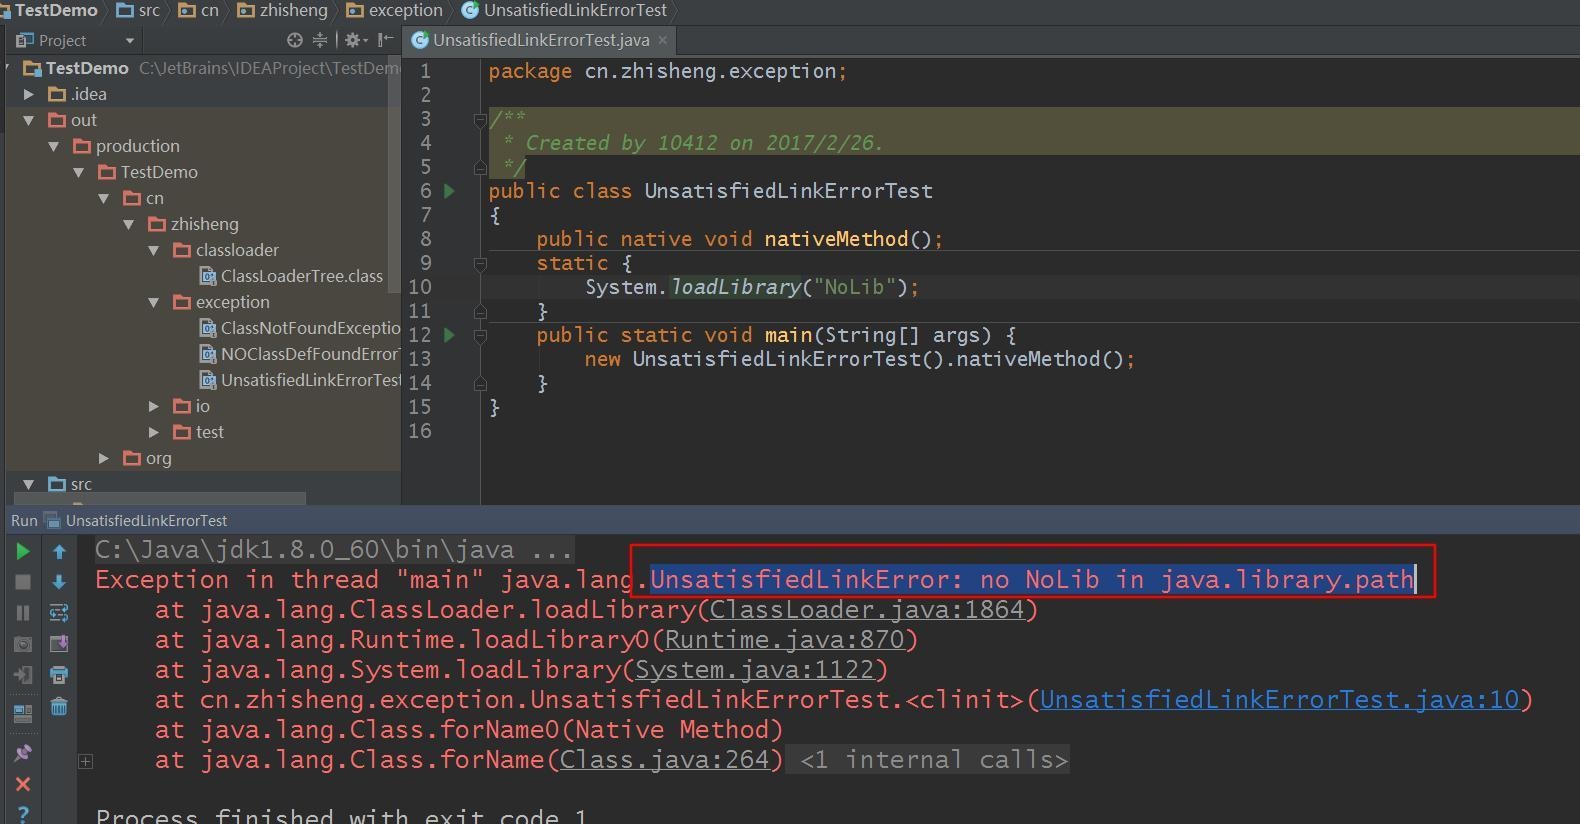 TestDemo src cn zhisheng exception UnsatisfiedLinkErrorTest
Project
UnsatisfiedLinkErrorTest.java
TestDemo C:\JetBrains\IDEAProject\TestDem
.idea
out
production
TestDemo
cn
zhisheng
classloader
ClassLoaderTree.class
exception
ClassNotFoundExceptio
NOClassDefFoundError
UnsatisfiedLinkErrorTest
io
test
org
src
1 package cn.zhisheng.exception;
2
3 /**
4 * Created by 10412 on 2017/2/26.
5 */
6 public class UnsatisfiedLinkErrorTest
7 {
8 public native void nativeMethod();
9 static {
10 System.loadLibrary("NoLib");
11 }
12 public static void main(String[] args) {
13 new UnsatisfiedLinkErrorTest().nativeMethod();
14 }
15 }
16
Run UnsatisfiedLinkErrorTest
C:\Java\jdk1.8.0_60\bin\java ...
Exception in thread "main" java.lang.UnsatisfiedLinkError: no NoLib in java.library.path
at java.lang.ClassLoader.loadLibrary(ClassLoader.java:1864)
at java.lang.Runtime.loadLibrary0(Runtime.java:870)
at java.lang.System.loadLibrary(System.java:1122)
at cn.zhisheng.exception.UnsatisfiedLinkErrorTest.<clinit>(UnsatisfiedLinkErrorTest.java:10)
at java.lang.Class.forName0(Native Method)
at java.lang.Class.forName(Class.java:264) <1 internal calls>
Process finished with exit code 1